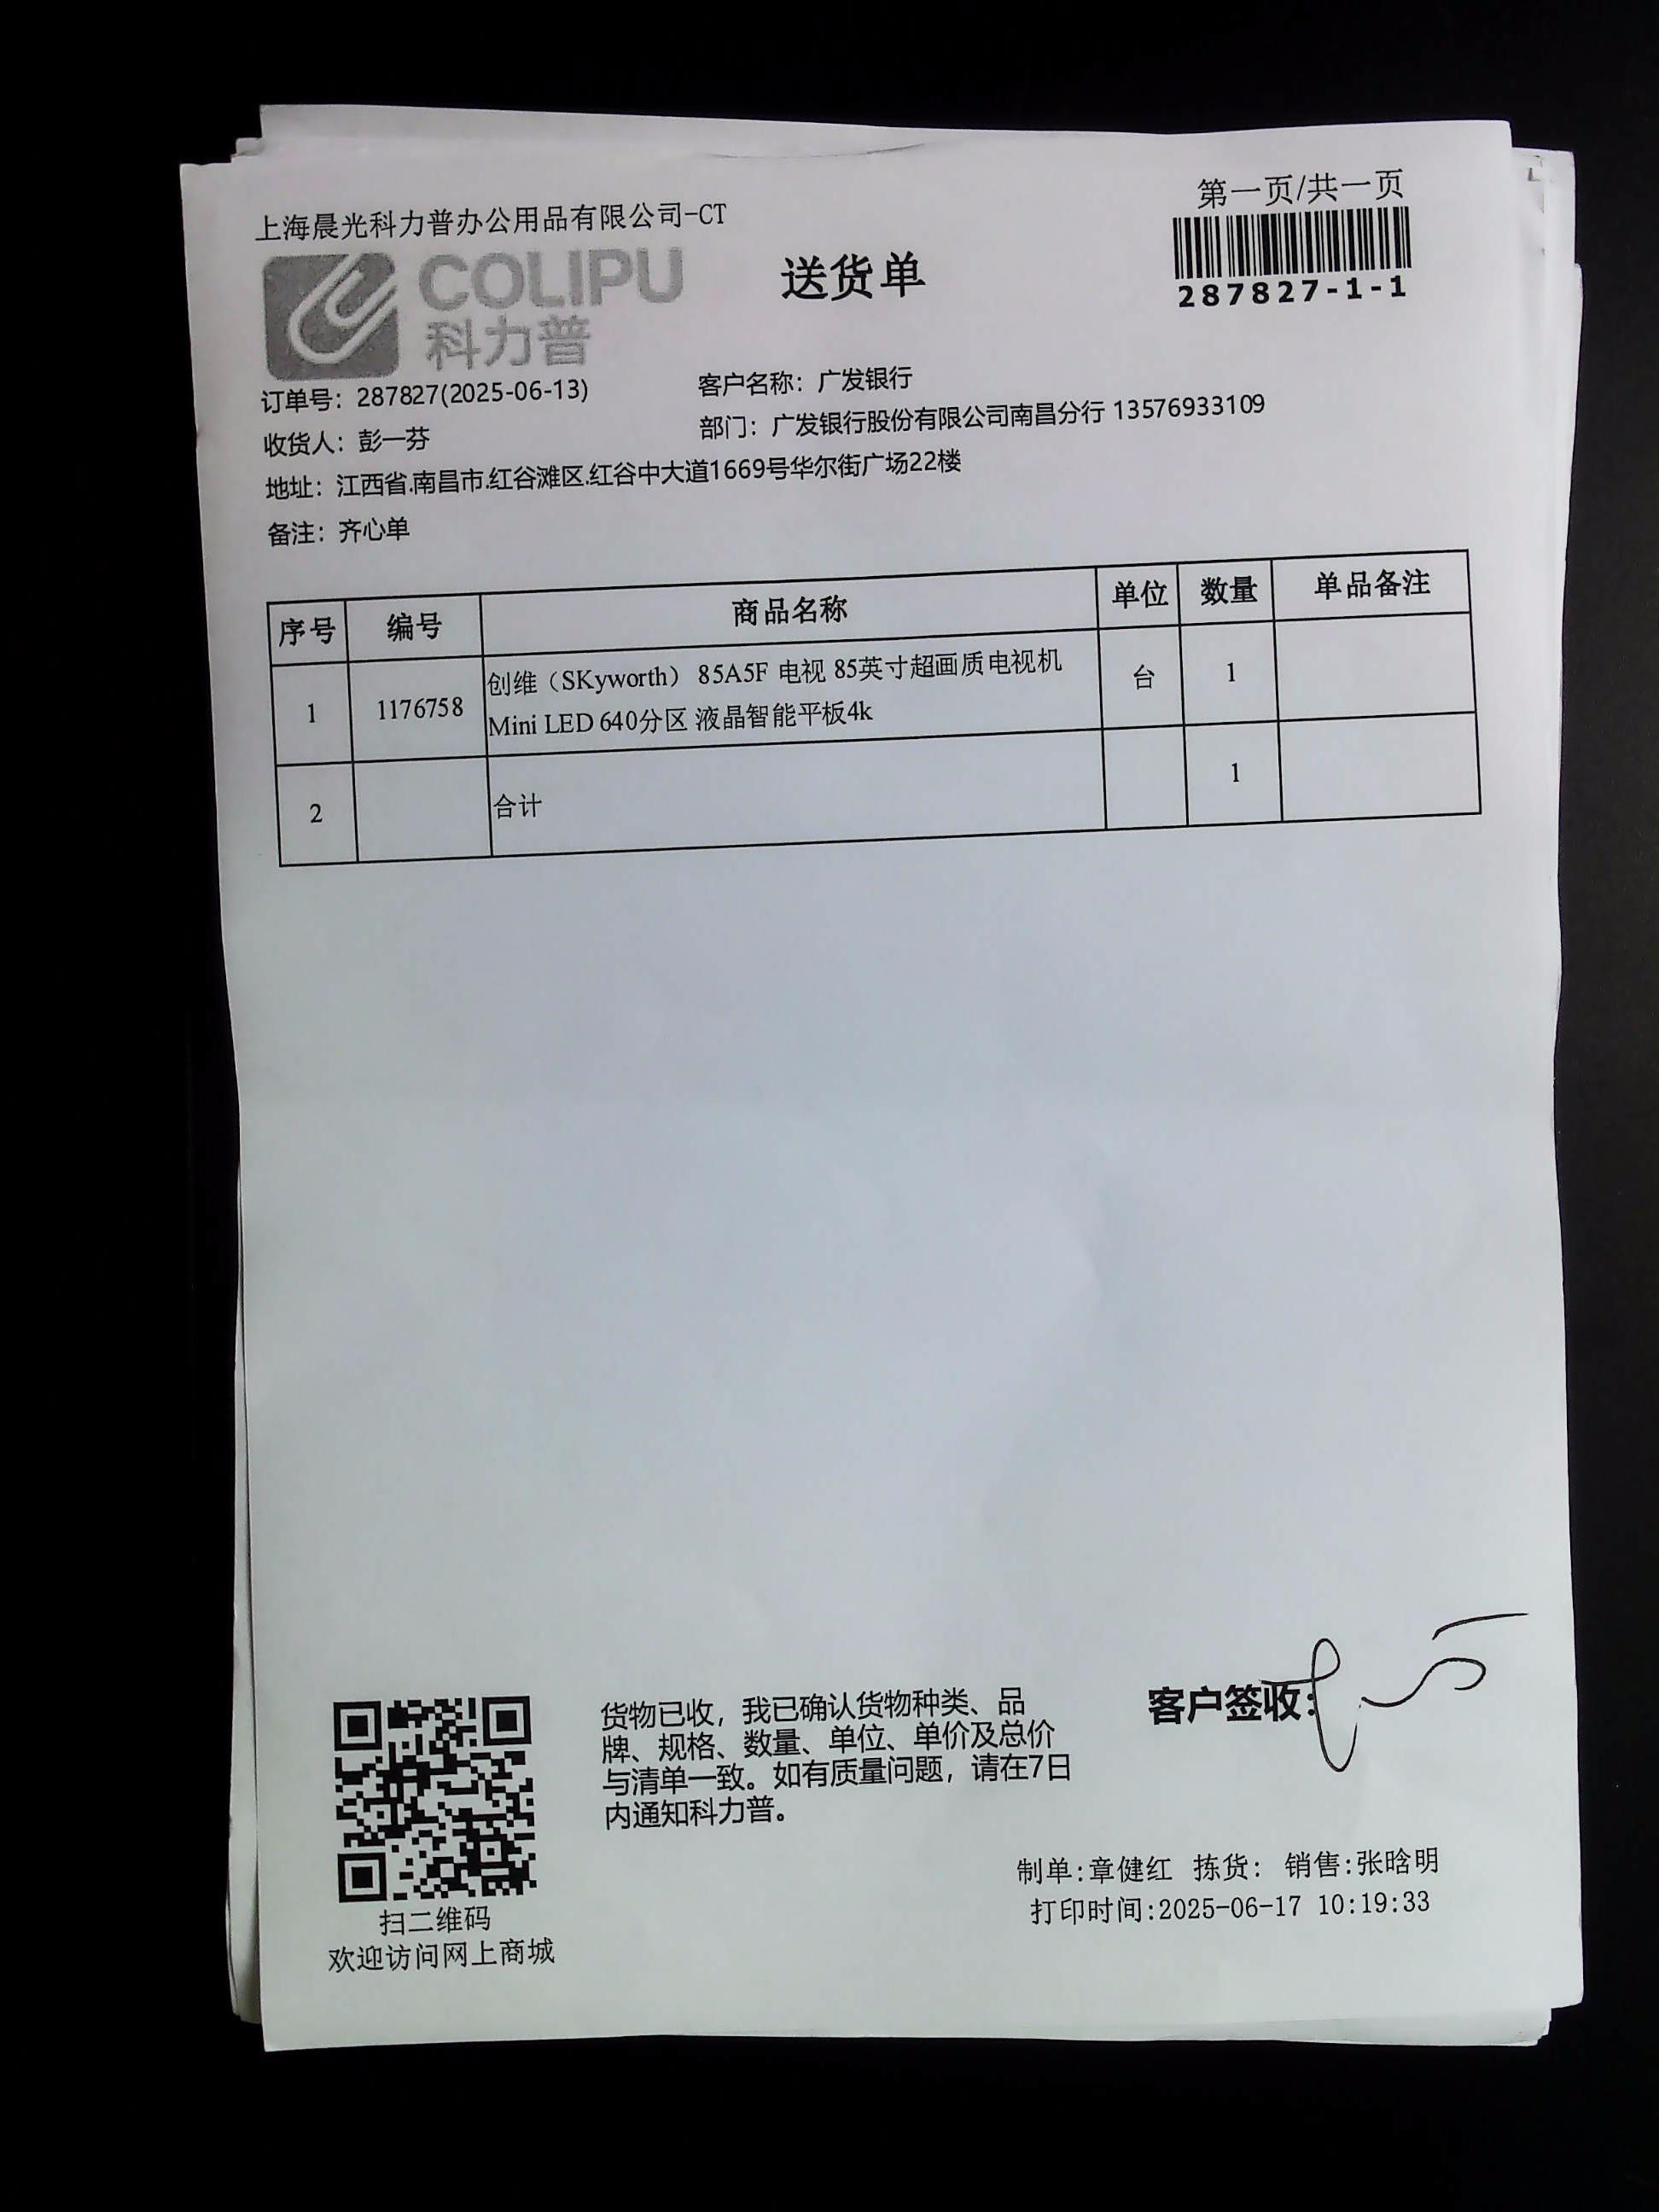 第一页/共一页
上海晨光科力普办公用品有限公司-CT
COLIPU
科力普
送货单
287827-1-1
订单号：287827(2025-06-13)
客户名称：广发银行
收货人：彭一芬
部门：广发银行股份有限公司南昌分行 13576933109
地址：江西省.南昌市.红谷滩区.红谷中大道1669号华尔街广场22楼
备注：齐心单
序号 编号 商品名称 单位 数量 单品备注
1 1176758 创维（SKyworth） 85A5F 电视 85英寸超画质电视机 台 1
Mini LED 640分区 液晶智能平板4k
2 合计 1
货物已收，我已确认货物种类、品
牌、规格、数量、单位、单价及总价
与清单一致。如有质量问题，请在7日
内通知科力普。
客户签收:
制单:章健红 拣货: 销售:张晗明
打印时间:2025-06-17 10:19:33
扫二维码
欢迎访问网上商城